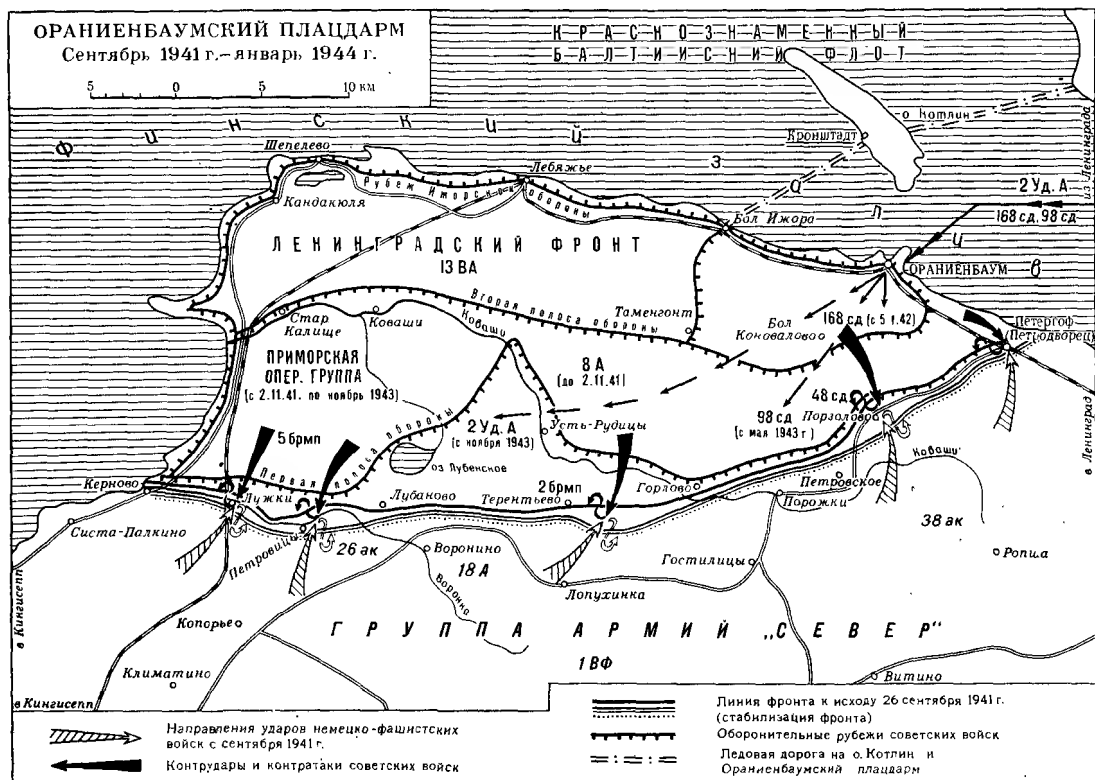 ОРАНИЕНБАУМСКИЙ ПЛАЦДАРМ
Сентябрь 1941 г.–январь 1944 г.
5 0 5 10 км
КРАСНОЗНАМЕННЫЙ
БАЛТИЙСКИЙ ФЛОТ
ФИНСКИЙ ЗАЛИВ
о Котлин
Кронштадт
из Ленинграда
Шепелево
Лебяжье
Рубеж Ижорской обороны
Кандакюля
Бол Ижора
2 Уд. А
168 сд, 98 сд
ЛЕНИНГРАДСКИЙ ФРОНТ
13 ВА
ОРАНИЕНБАУМ
Вторая полоса обороны
Стар
Калище
Коваши
Коваши
Таменгонт
Бол
Коновалово
168 сд (с 5.1.42)
Петергоф
(Петродворец)
ПРИМОРСКАЯ
ОПЕР. ГРУППА
(с 2.11.41. по ноябрь 1943)
8 А
(до 2.11.41)
48 сд
98 сд
(с мая 1943 г)
Порзолово
2 Уд. А
(с ноября 1943)
Усть-Рудицы
5 брмп
Первая полоса обороны
оз Лубенское
Коваши
в Ленинград
Керново
Лужки
Лубаново
Терентьево
2 брмп
Горлово
Петровское
Порожки
Систа-Палкино
Петровицы
26 ак
Воронино
18 А
Воронка
Гостилицы
38 ак
Ропша
Лопухинка
в Кингисепп
Копорье
ГРУППА АРМИЙ „СЕВЕР"
1 ВФ
Климатино
Витино
в Кингисепп
Направления ударов немецко-фашистских
войск с сентября 1941 г.
Контрудары и контратаки советских войск
Линия фронта к исходу 26 сентября 1941 г.
(стабилизация фронта)
Оборонительные рубежи советских войск
Ледовая дорога на о. Котлин и
Ораниенбаумский плацдарм